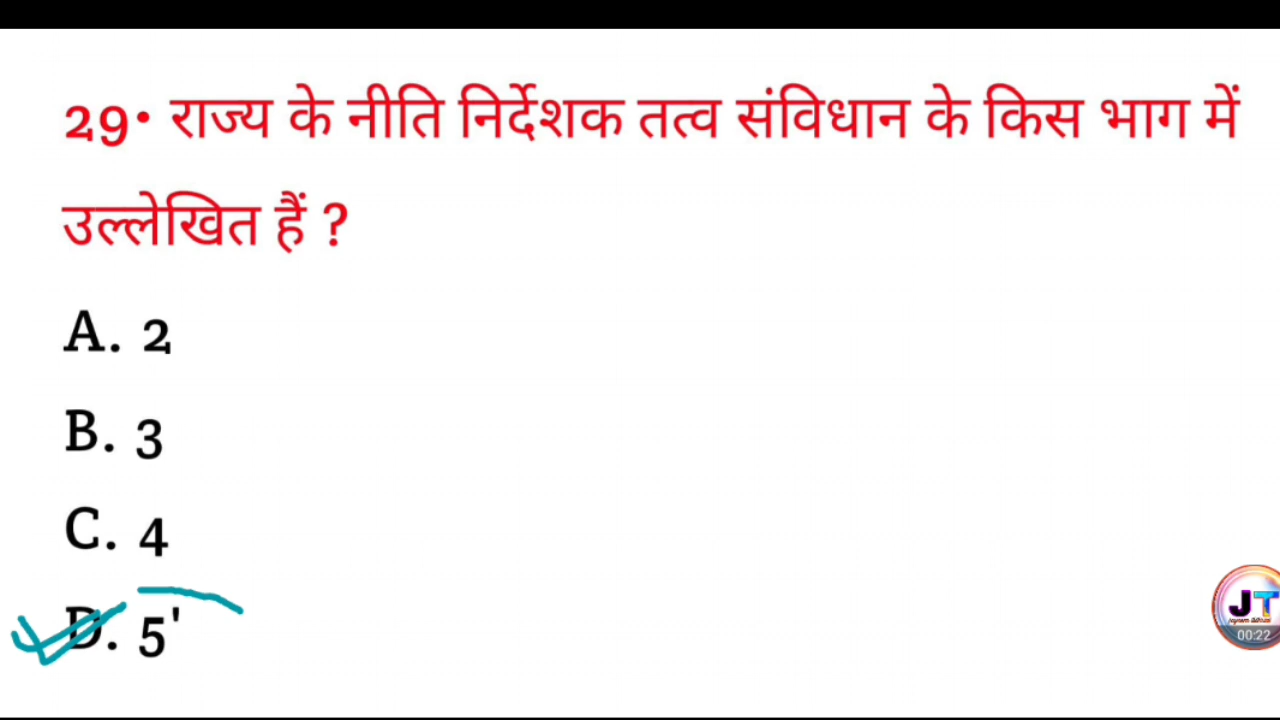 29• राज्य के नीति निर्देशक तत्व संविधान के किस भाग में
उल्लेखित हैं ?
A. 2
B. 3
C. 4
D. 5'
JT
00:22